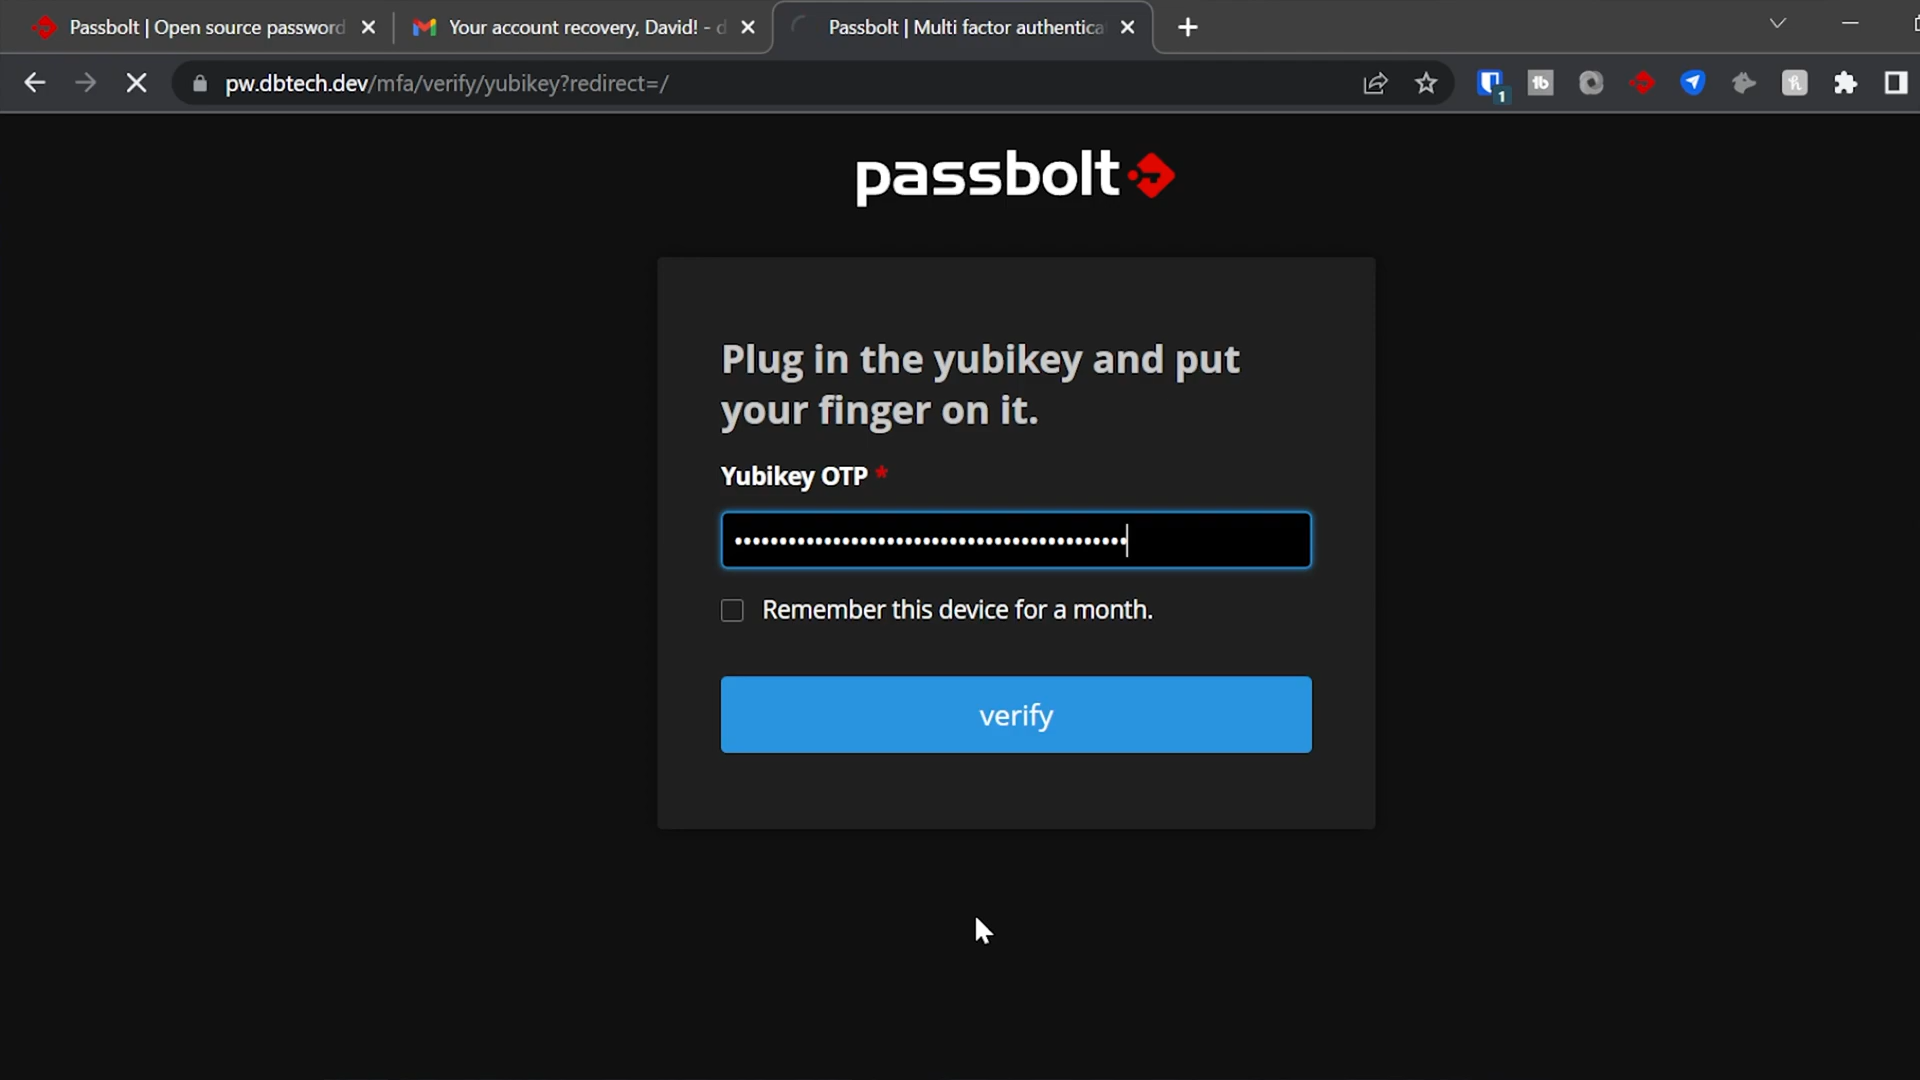 Passbolt | Open source password
Your account recovery, David! - d
Passbolt | Multi factor authentica
pw.dbtech.dev/mfa/verify/yubikey?redirect=/
1
tb
passbolt
Plug in the yubikey and put
your finger on it.
Yubikey OTP *
••••••••••••••••••••••••••••••••••••••••••••
Remember this device for a month.
verify